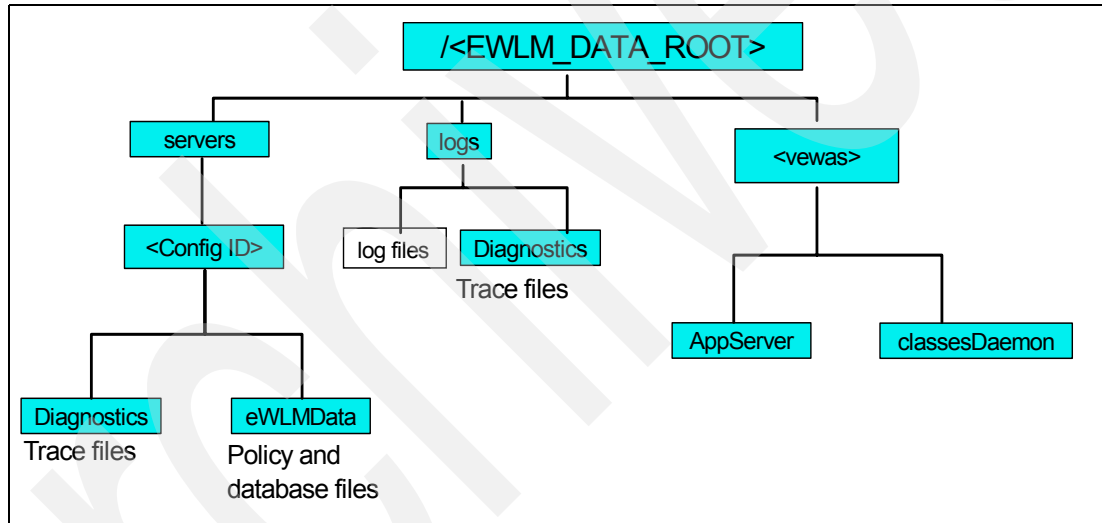 /<EWLM_DATA_ROOT>
servers
logs
<vewas>
<Config ID>
log files
Diagnostics
Trace files
AppServer
classesDaemon
Diagnostics
eWLMData
Trace files
Policy and
database files